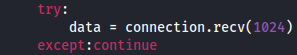 try:
    data = connection.recv(1024)
except:continue